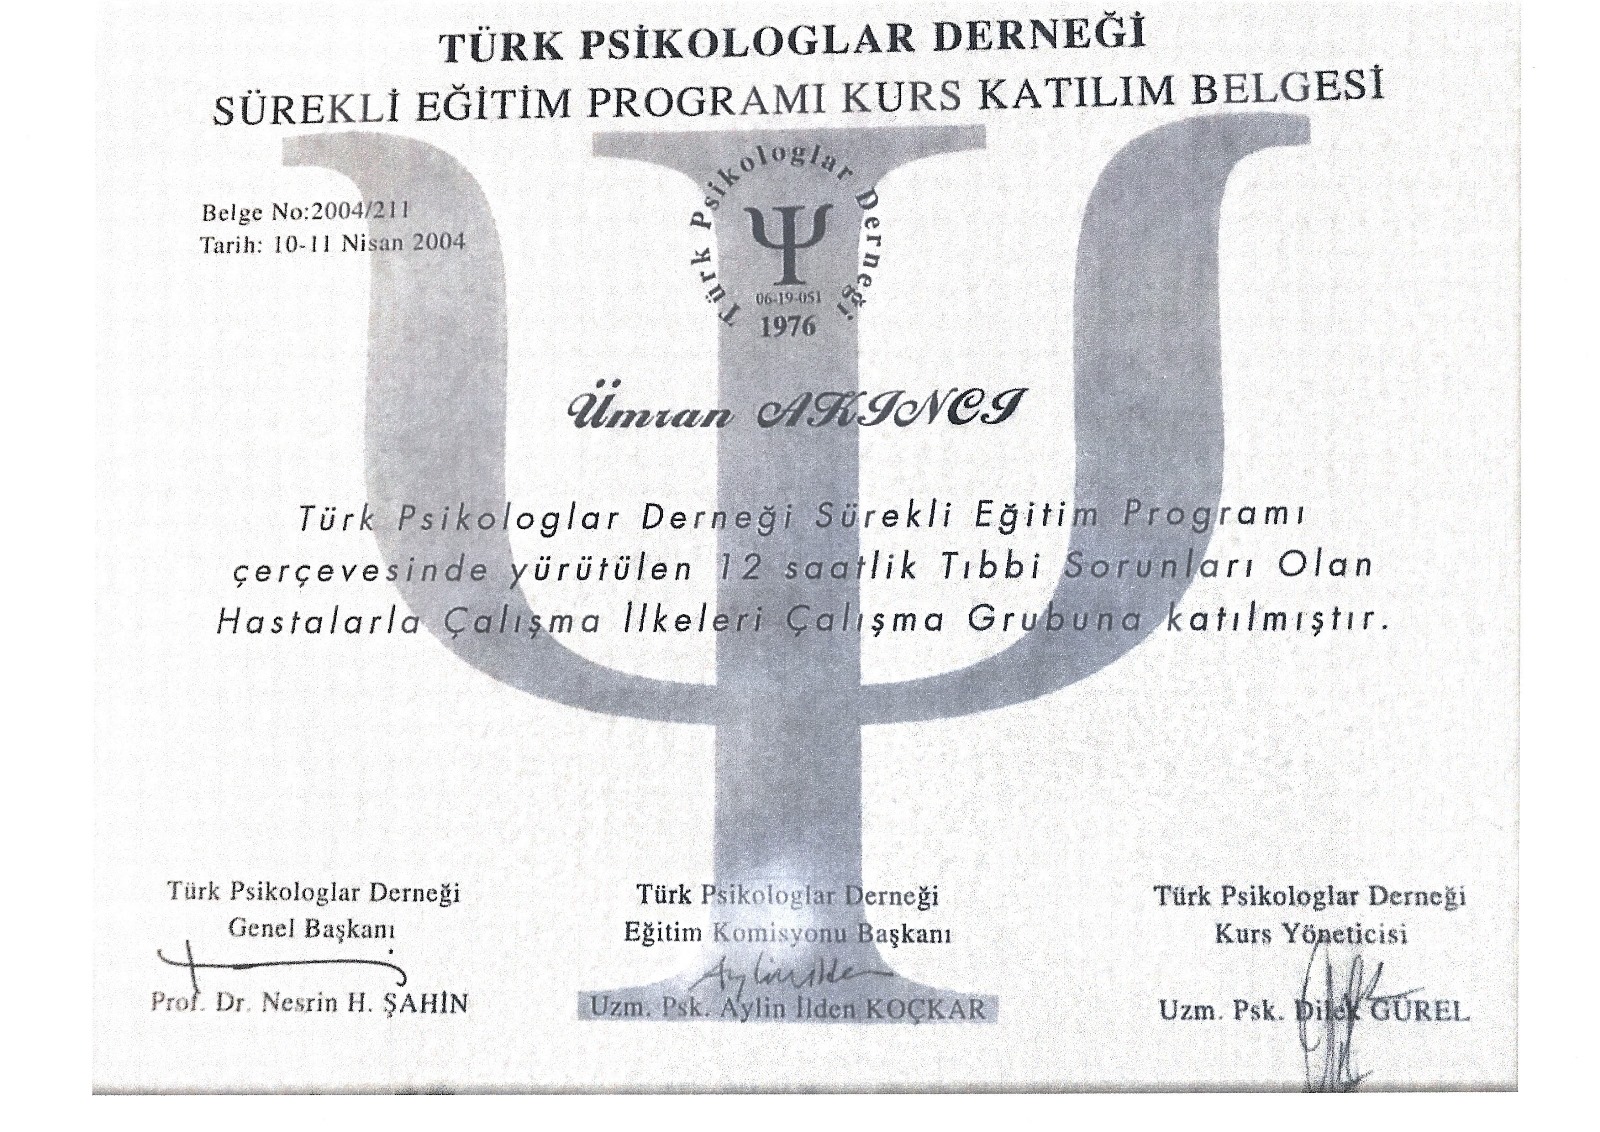 TÜRK PSİKOLOGLAR DERNEĞİ
SÜREKLİ EĞİTİM PROGRAMI KURS KATILIM BELGESİ
Belge No:2004/211
Tarih: 10-11 Nisan 2004
Türk Psikologlar Derneği
Ψ
06-19-051
1976
Ümran AKINCI
Türk Psikologlar Derneği Sürekli Eğitim Programı
çerçevesinde yürütülen 12 saatlik Tıbbi Sorunları Olan
Hastalarla Çalışma İlkeleri Çalışma Grubuna katılmıştır.
Türk Psikologlar Derneği
Genel Başkanı
Prof. Dr. Nesrin H. ŞAHİN
Türk Psikologlar Derneği
Eğitim Komisyonu Başkanı
Aylin İlden
Uzm. Psk. Aylin İlden KOÇKAR
Türk Psikologlar Derneği
Kurs Yöneticisi
Uzm. Psk. Dilek GÜREL